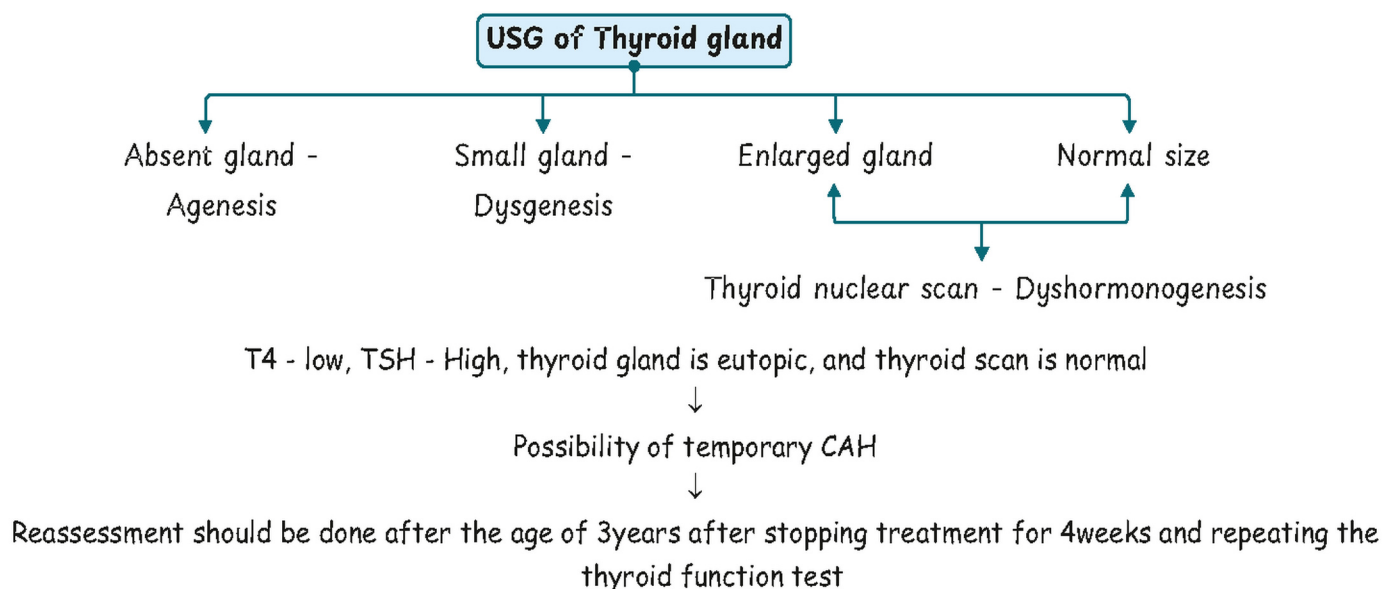 USG of Thyroid gland
Absent gland -
Agenesis
Small gland -
Dysgenesis
Enlarged gland
Normal size
Thyroid nuclear scan - Dyshormonogenesis
T4 - low, TSH - High, thyroid gland is eutopic, and thyroid scan is normal
↓
Possibility of temporary CAH
↓
Reassessment should be done after the age of 3years after stopping treatment for 4weeks and repeating the
thyroid function test